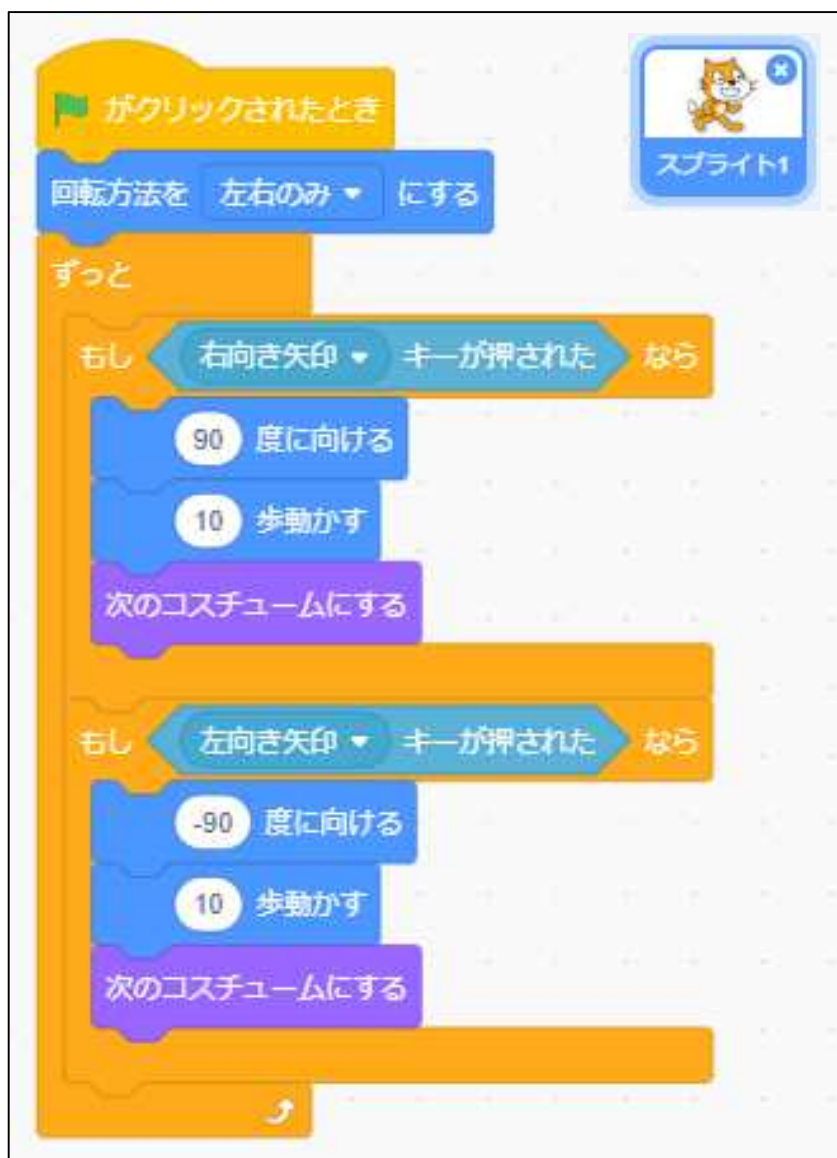 がクリックされたとき
スプライト1
回転方法を 左右のみ にする
ずっと
もし 右向き矢印 キーが押された なら
90 度に向ける
10 歩動かす
次のコスチュームにする
もし 左向き矢印 キーが押された なら
-90 度に向ける
10 歩動かす
次のコスチュームにする